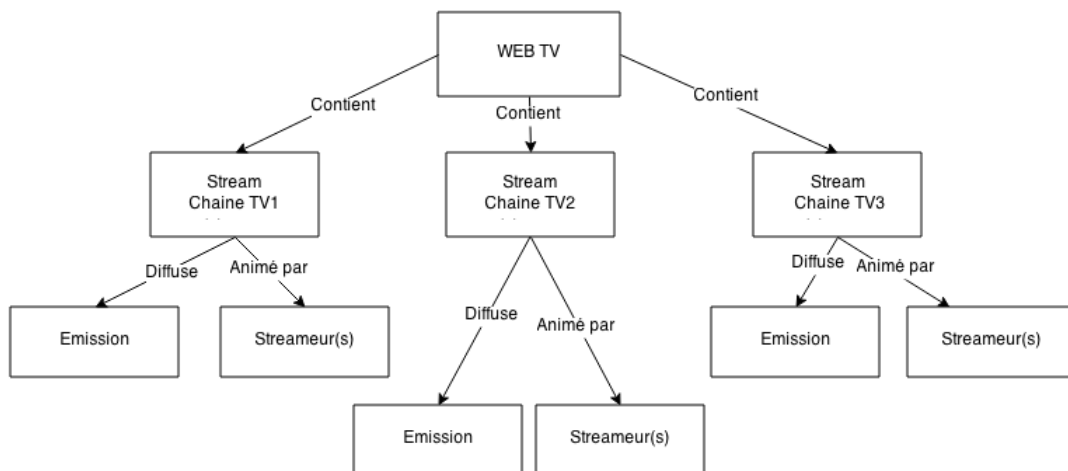 WEB TV
Contient
Contient
Contient
Stream
Chaine TV1
Stream
Chaine TV2
Stream
Chaine TV3
Diffuse
Animé par
Diffuse
Animé par
Diffuse
Animé par
Emission
Streameur(s)
Emission
Streameur(s)
Emission
Streameur(s)